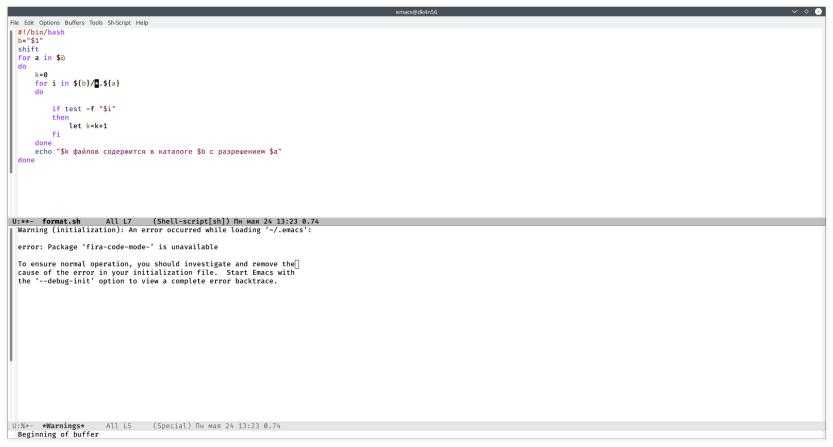 emacs@dk4n56
File Edit Options Buffers Tools Sh-Script Help
#!/bin/bash
b="$1"
shift
for a in $@
do
    k=0
    for i in ${b}/*.${a}
    do

        if test -f "$i"
        then
            let k=k+1
        fi
    done
    echo "$k файлов содержится в каталоге $b с разрешением $a"
done
U:**-  format.sh      All L7     (Shell-script[sh]) Пн мая 24 13:23 0.74
Warning (initialization): An error occurred while loading ‘~/.emacs’:

error: Package ‘fira-code-mode-’ is unavailable

To ensure normal operation, you should investigate and remove the
cause of the error in your initialization file.  Start Emacs with
the ‘--debug-init’ option to view a complete error backtrace.
U:%*-  *Warnings*     All L5     (Special) Пн мая 24 13:23 0.74
Beginning of buffer